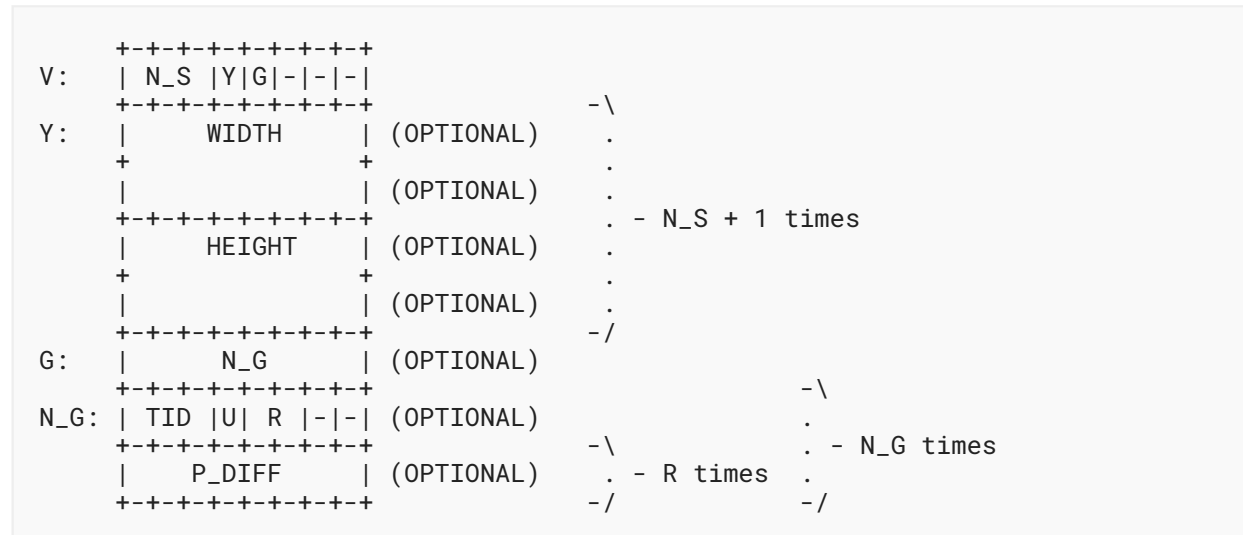 +-+-+-+-+-+-+-+-+
V:   | N_S |Y|G|-|-|-|
     +-+-+-+-+-+-+-+-+              -\
Y:   |     WIDTH     | (OPTIONAL)    .
     +               +               .
     |               | (OPTIONAL)    .
     +-+-+-+-+-+-+-+-+               . - N_S + 1 times
     |     HEIGHT    | (OPTIONAL)    .
     +               +               .
     |               | (OPTIONAL)    .
     +-+-+-+-+-+-+-+-+              -/
G:   |      N_G      | (OPTIONAL)
     +-+-+-+-+-+-+-+-+                            -\
N_G: | TID |U| R |-|-| (OPTIONAL)                 .
     +-+-+-+-+-+-+-+-+              -\            . - N_G times
     |    P_DIFF     | (OPTIONAL)    . - R times  .
     +-+-+-+-+-+-+-+-+              -/            -/